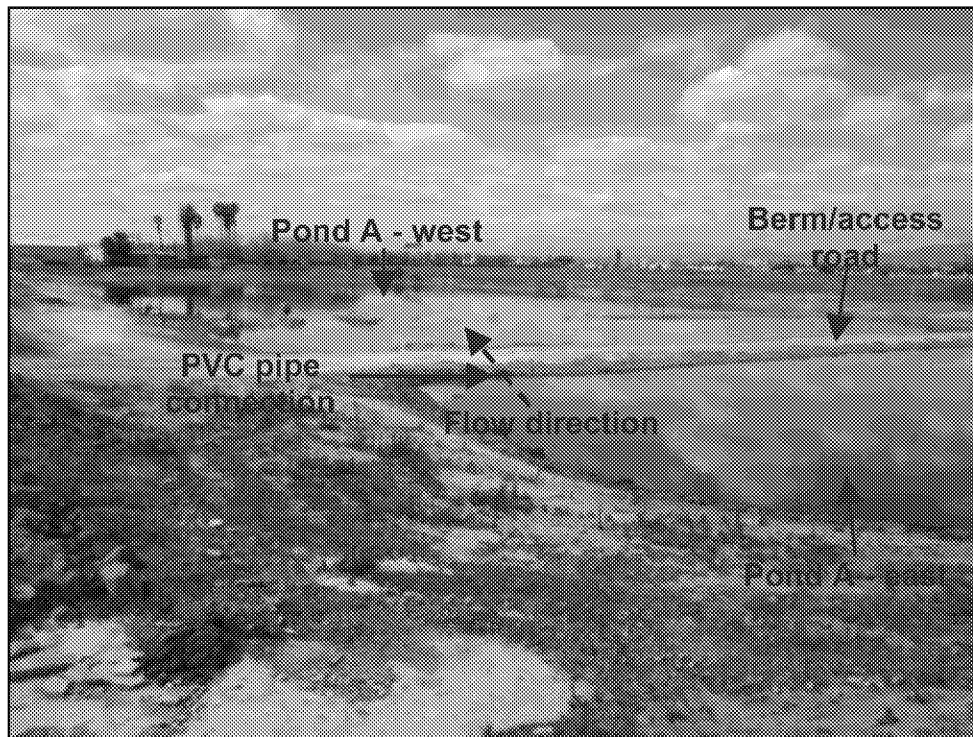 Pond A - west
Berm/access
road
PVC pipe
connection
Flow direction
Pond A - east